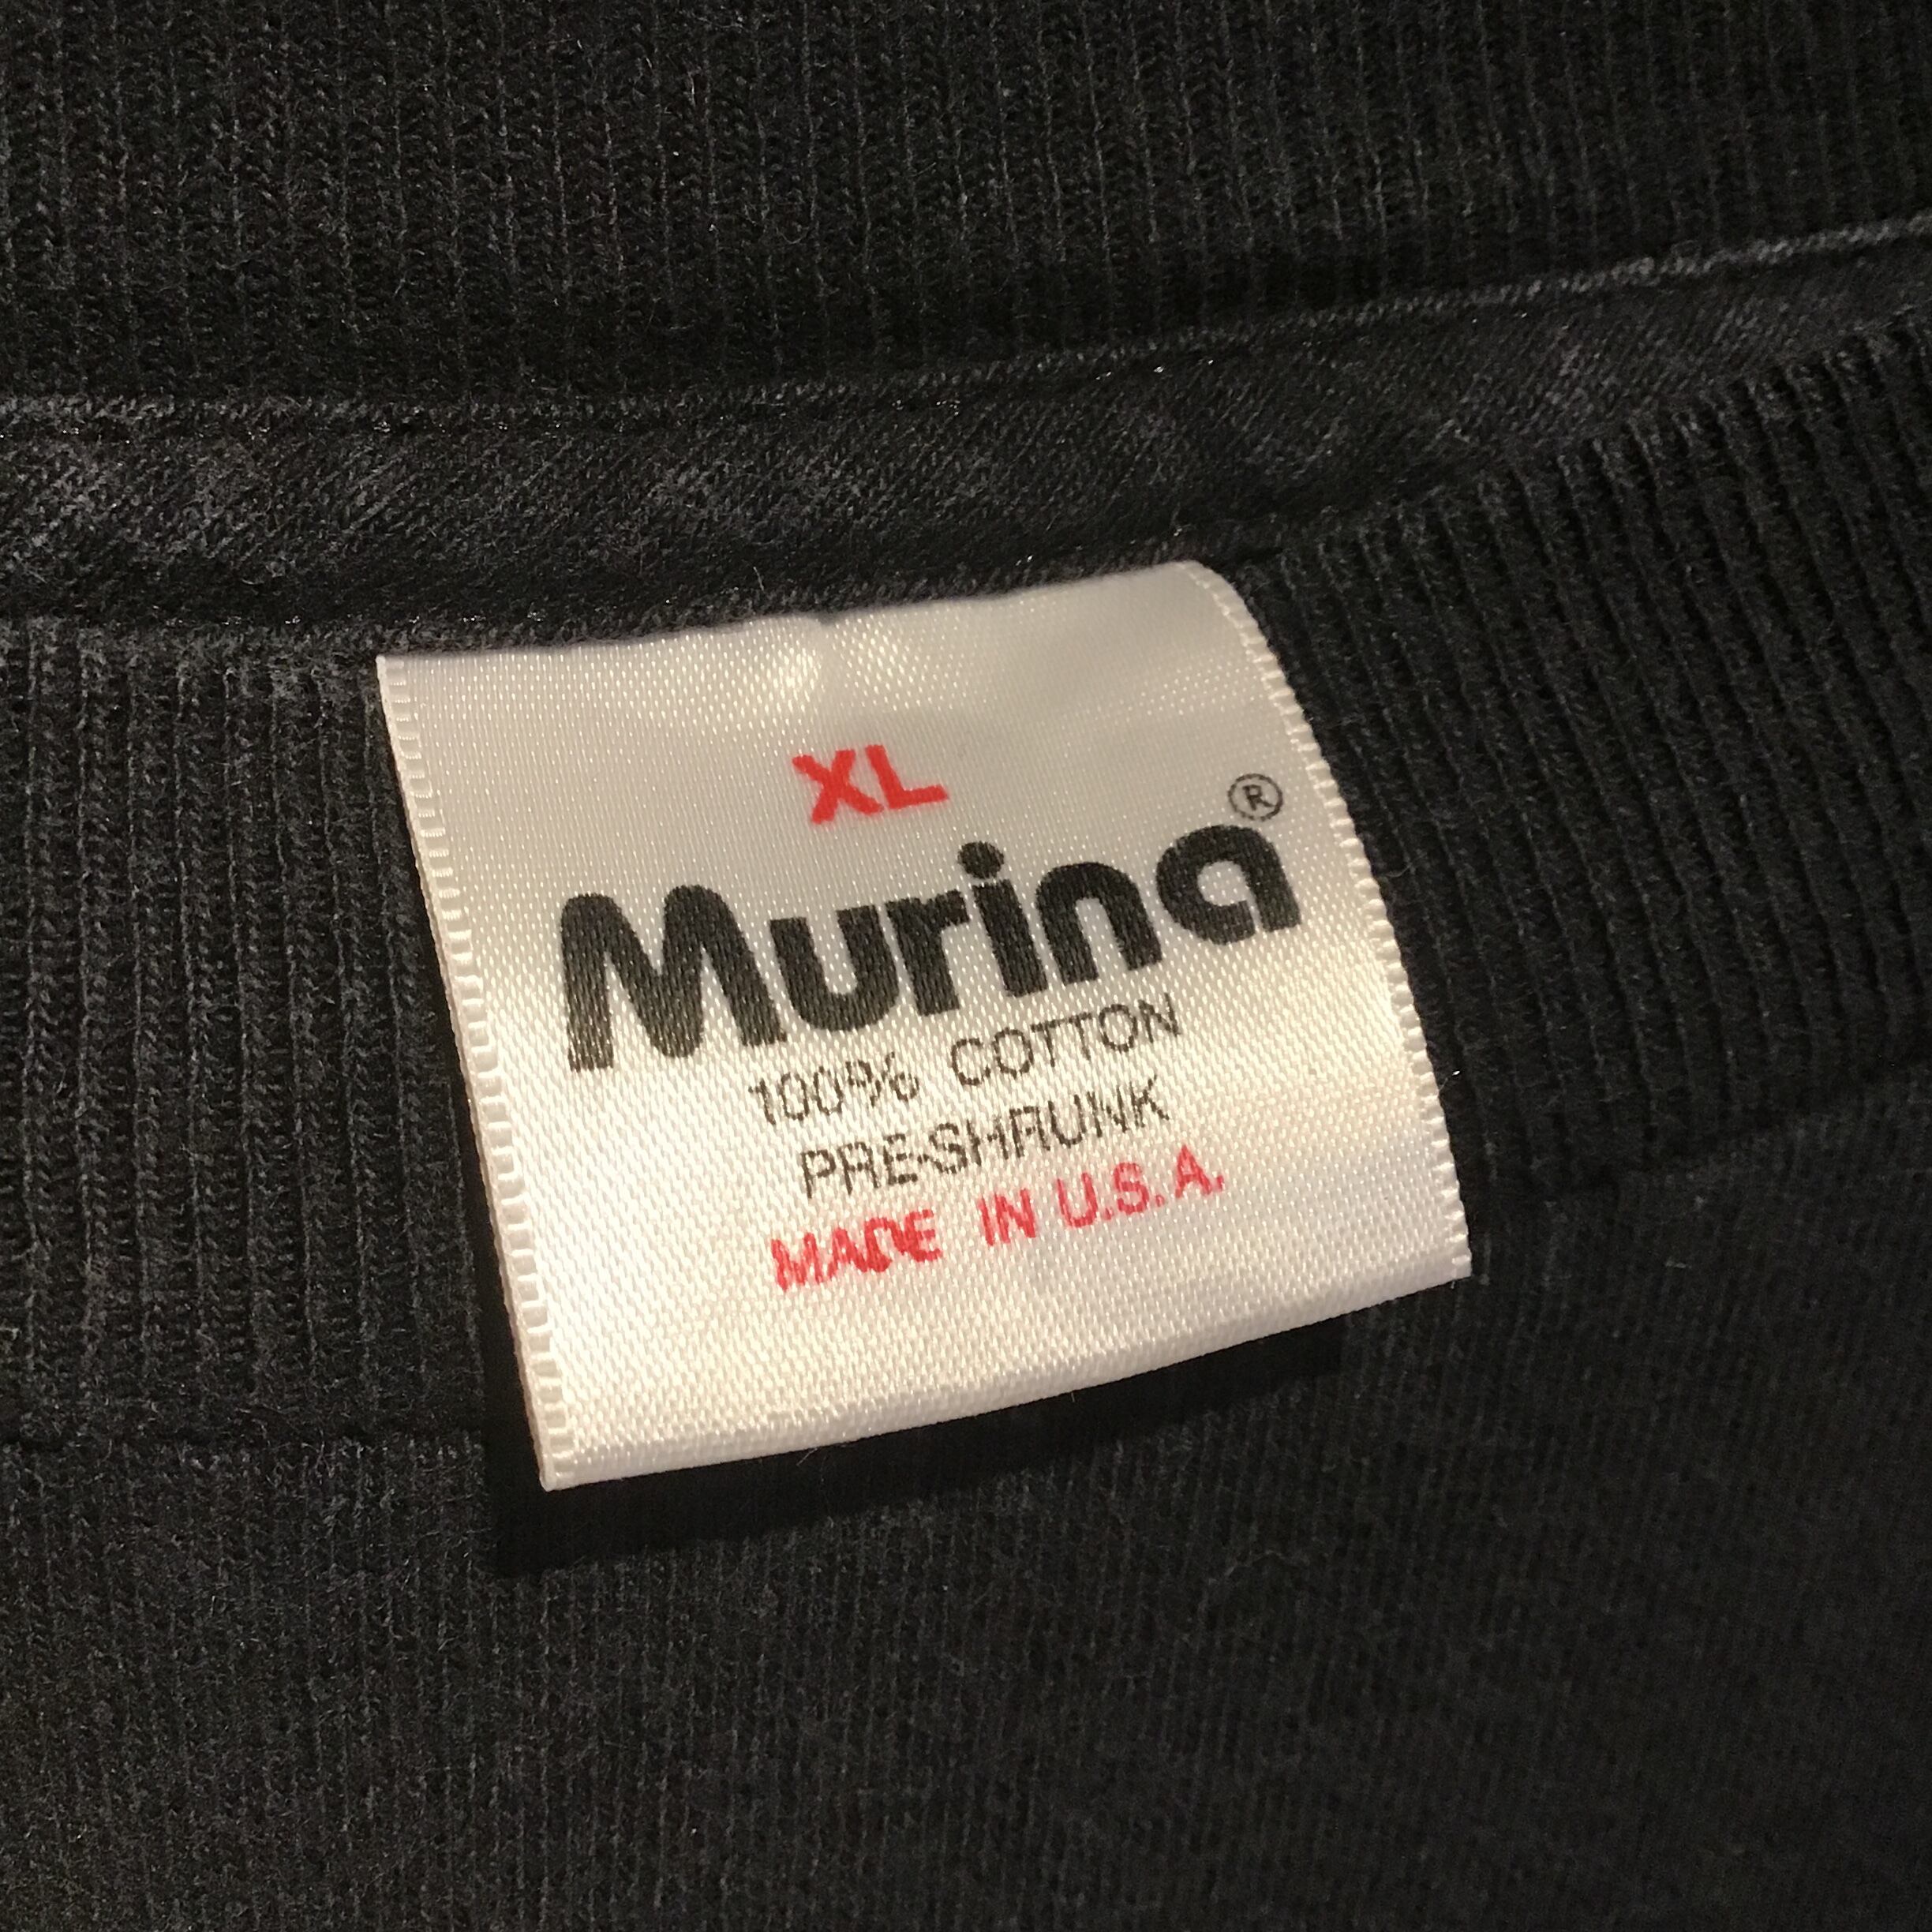 XL
Murina®
100% COTTON
PRE-SHRUNK
MADE IN U.S.A.